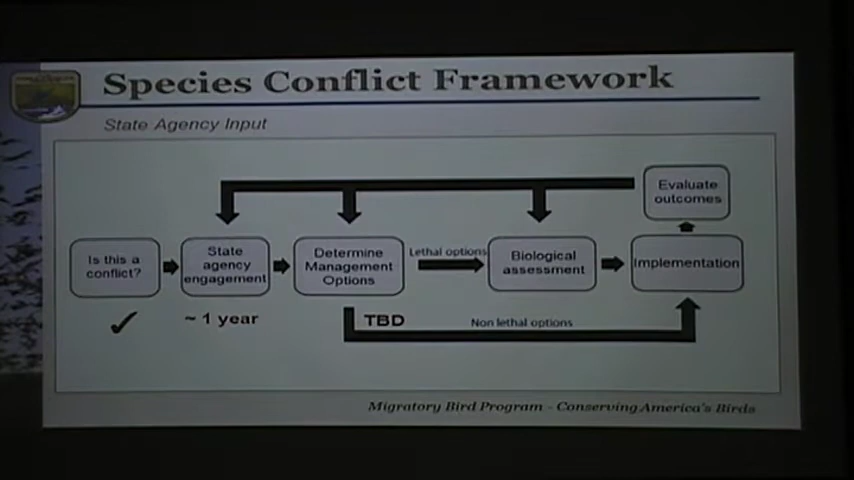 Species Conflict Framework
State Agency Input
Evaluate
outcomes
Is this a
conflict?
State
agency
engagement
Determine
Management
Options
Lethal options
Biological
assessment
Implementation
~ 1 year
TBD
Non lethal options
Migratory Bird Program - Conserving America's Birds